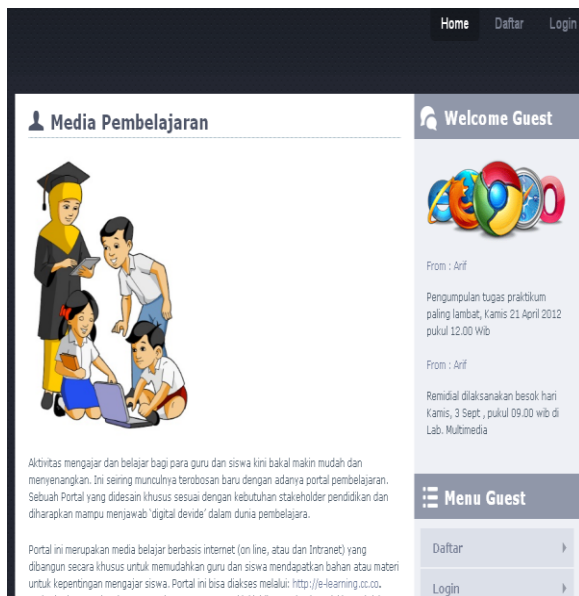 Home Daftar Login
Media Pembelajaran
Aktivitas mengajar dan belajar bagi para guru dan siswa kini bakal makin mudah dan
menyenangkan. Ini seiring munculnya terobosan baru dengan adanya portal pembelajaran.
Sebuah Portal yang didesain khusus sesuai dengan kebutuhan stakeholder pendidikan dan
diharapkan mampu menjawab 'digital devide' dalam dunia pembelajara.
Portal ini merupakan media belajar berbasis internet (on line, atau dan Intranet) yang
dibangun secara khusus untuk memudahkan guru dan siswa mendapatkan bahan atau materi
untuk kepentingan mengajar siswa. Portal ini bisa diakses melalui: http://e-learning.cc.co.
Welcome Guest
From : Arif
Pengumpulan tugas praktikum
paling lambat, Kamis 21 April 2012
pukul 12.00 Wib
From : Arif
Remidial dilaksanakan besok hari
Kamis, 3 Sept , pukul 09.00 wib di
Lab. Multimedia
Menu Guest
Daftar
Login